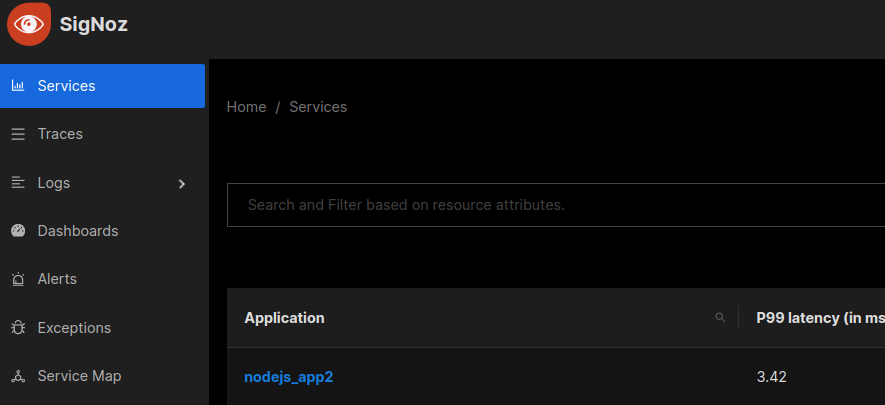 SigNoz
Services
Traces
Logs
Dashboards
Alerts
Exceptions
Service Map
Home / Services
Search and Filter based on resource attributes.
Application P99 latency (in ms
nodejs_app2 3.42